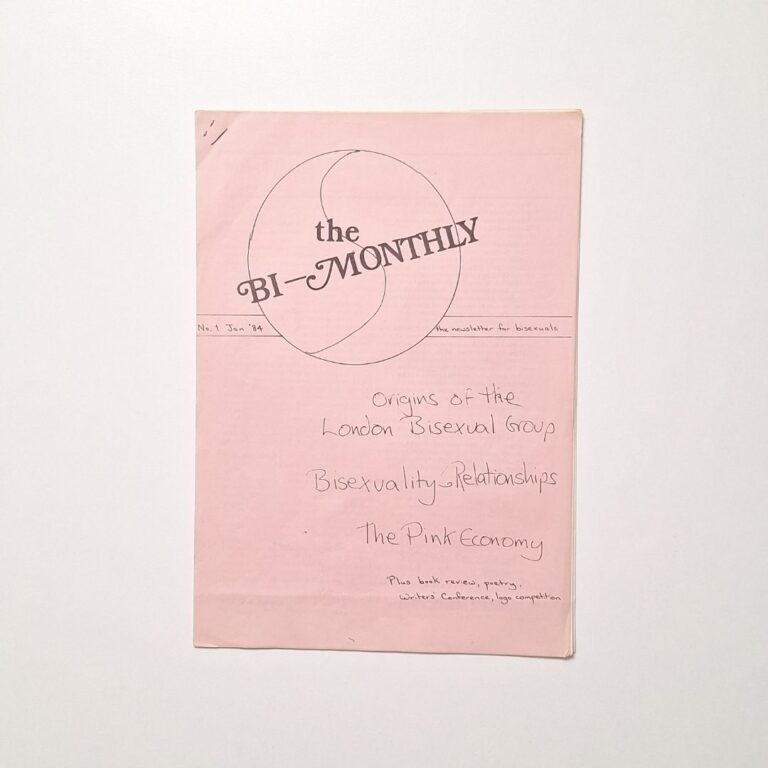 the
BI-MONTHLY
No. 1 Jan '84
the newsletter for bisexuals
Origins of the
London Bisexual Group
Bisexuality & Relationships
The Pink Economy
Plus book review, poetry,
Writers' Conference, logo competition